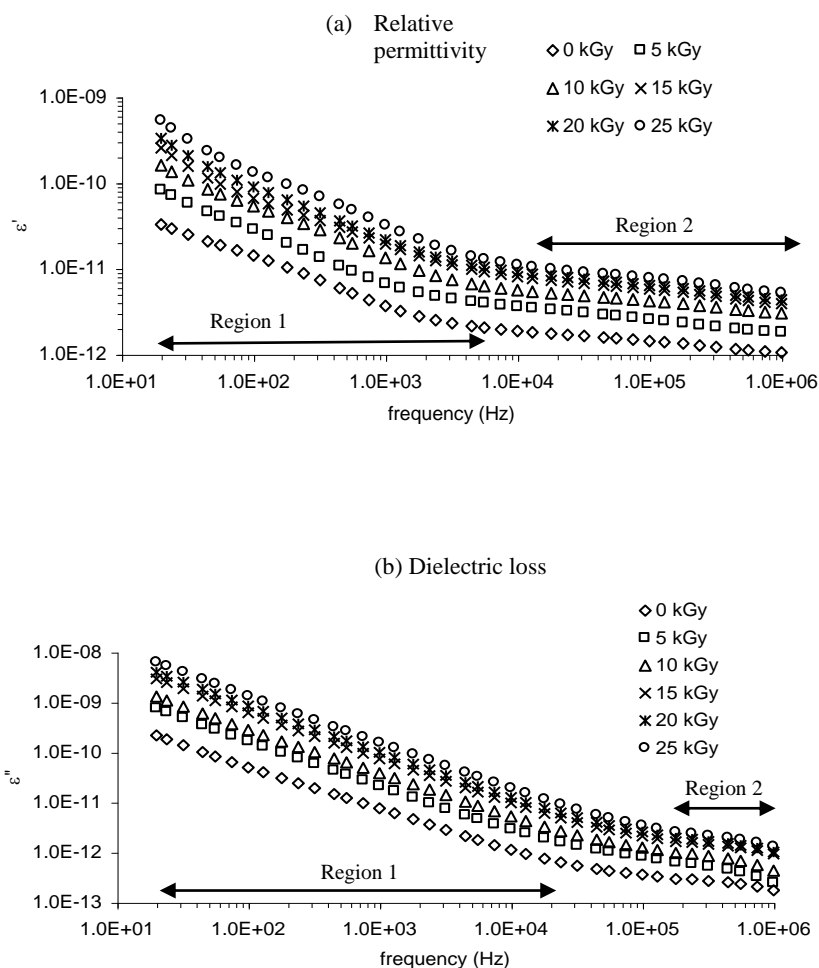 (a) Relative
permittivity
0 kGy 5 kGy
10 kGy 15 kGy
20 kGy 25 kGy
1.0E-09
1.0E-10
1.0E-11
1.0E-12
ε'
Region 2
Region 1
1.0E+01 1.0E+02 1.0E+03 1.0E+04 1.0E+05 1.0E+06
frequency (Hz)
(b) Dielectric loss
0 kGy
5 kGy
10 kGy
15 kGy
20 kGy
25 kGy
1.0E-08
1.0E-09
1.0E-10
1.0E-11
1.0E-12
1.0E-13
ε"
Region 2
Region 1
1.0E+01 1.0E+02 1.0E+03 1.0E+04 1.0E+05 1.0E+06
frequency (Hz)